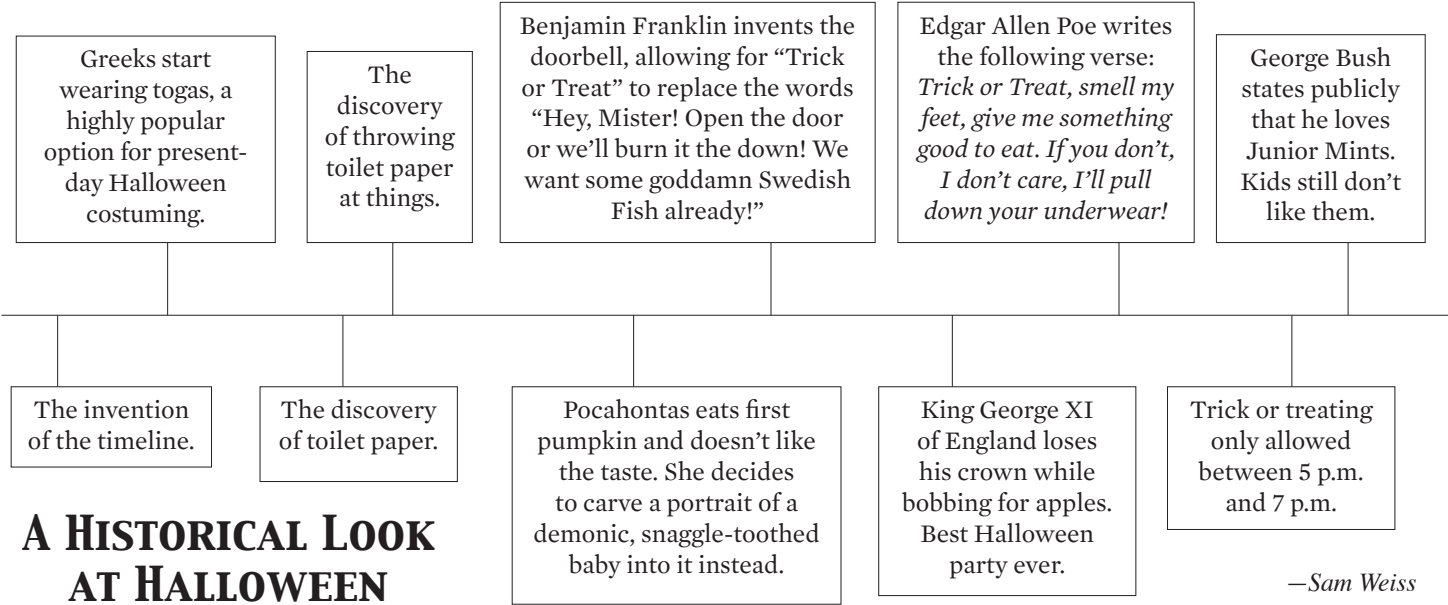 Greeks start
wearing togas, a
highly popular
option for present-
day Halloween
costuming.
The
discovery
of throwing
toilet paper
at things.
Benjamin Franklin invents the
doorbell, allowing for “Trick
or Treat” to replace the words
“Hey, Mister! Open the door
or we’ll burn it the down! We
want some goddamn Swedish
Fish already!”
Edgar Allen Poe writes
the following verse:
Trick or Treat, smell my
feet, give me something
good to eat. If you don’t,
I don’t care, I’ll pull
down your underwear!
George Bush
states publicly
that he loves
Junior Mints.
Kids still don’t
like them.
The invention
of the timeline.
The discovery
of toilet paper.
Pocahontas eats first
pumpkin and doesn’t like
the taste. She decides
to carve a portrait of a
demonic, snaggle-toothed
baby into it instead.
King George XI
of England loses
his crown while
bobbing for apples.
Best Halloween
party ever.
Trick or treating
only allowed
between 5 p.m.
and 7 p.m.
A Historical Look
at Halloween
—Sam Weiss